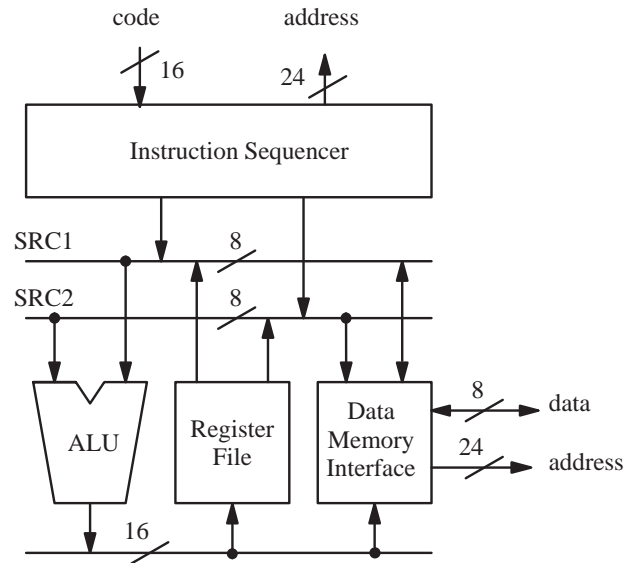 code
address
16
24
Instruction Sequencer
SRC1
8
SRC2
8
ALU
Register
File
Data
Memory
Interface
8
data
24
address
16